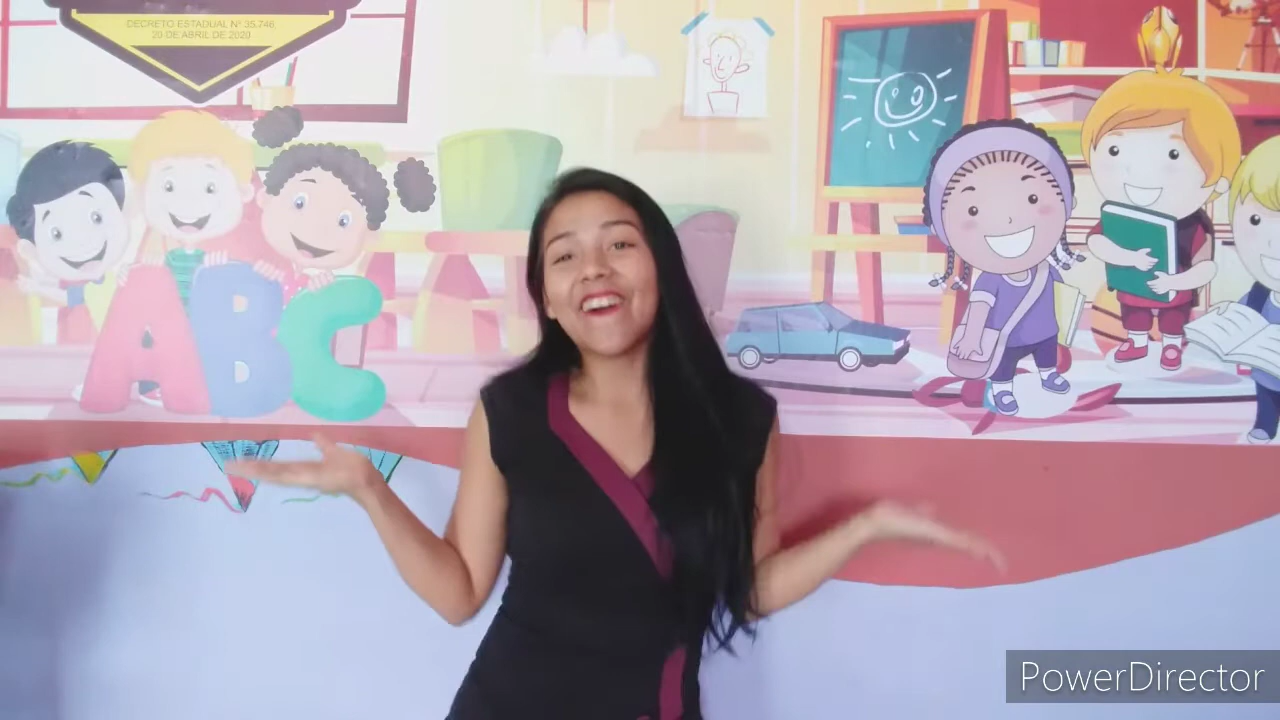 DECRETO ESTADUAL Nº 35.746,
20 DE ABRIL DE 2020
ABC
PowerDirector